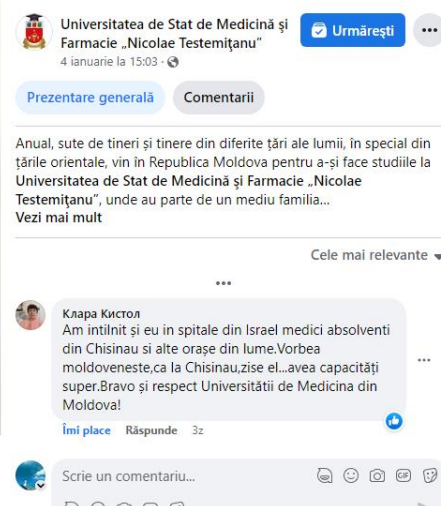 Universitatea de Stat de Medicină și
Farmacie „Nicolae Testemițanu”
4 ianuarie la 15:03 ·
Urmărești
Prezentare generală
Comentarii
Anual, sute de tineri și tinere din diferite țări ale lumii, în special din
țările orientale, vin în Republica Moldova pentru a-și face studiile la
Universitatea de Stat de Medicină și Farmacie „Nicolae
Testemițanu”, unde au parte de un mediu familia...
Vezi mai mult
Cele mai relevante
Клара Кистол
Am intilnit și eu in spitale din Israel medici absolventi
din Chisinau si alte orașe din lume.Vorbea
moldoveneste,ca la Chisinau,zise el...avea capacități
super.Bravo și respect Universitătii de Medicina din
Moldova!
Îmi place Răspunde 3z
Scrie un comentariu...
GIF